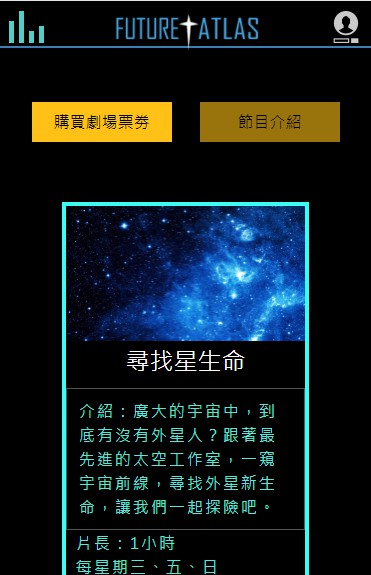 FUTURE ATLAS
購買劇場票券
節目介紹
尋找星生命
介紹：廣大的宇宙中，到
底有沒有外星人？跟著最
先進的太空工作室，一窺
宇宙前線，尋找外星新生
命，讓我們一起探險吧。
片長：1小時
每星期三、五、日